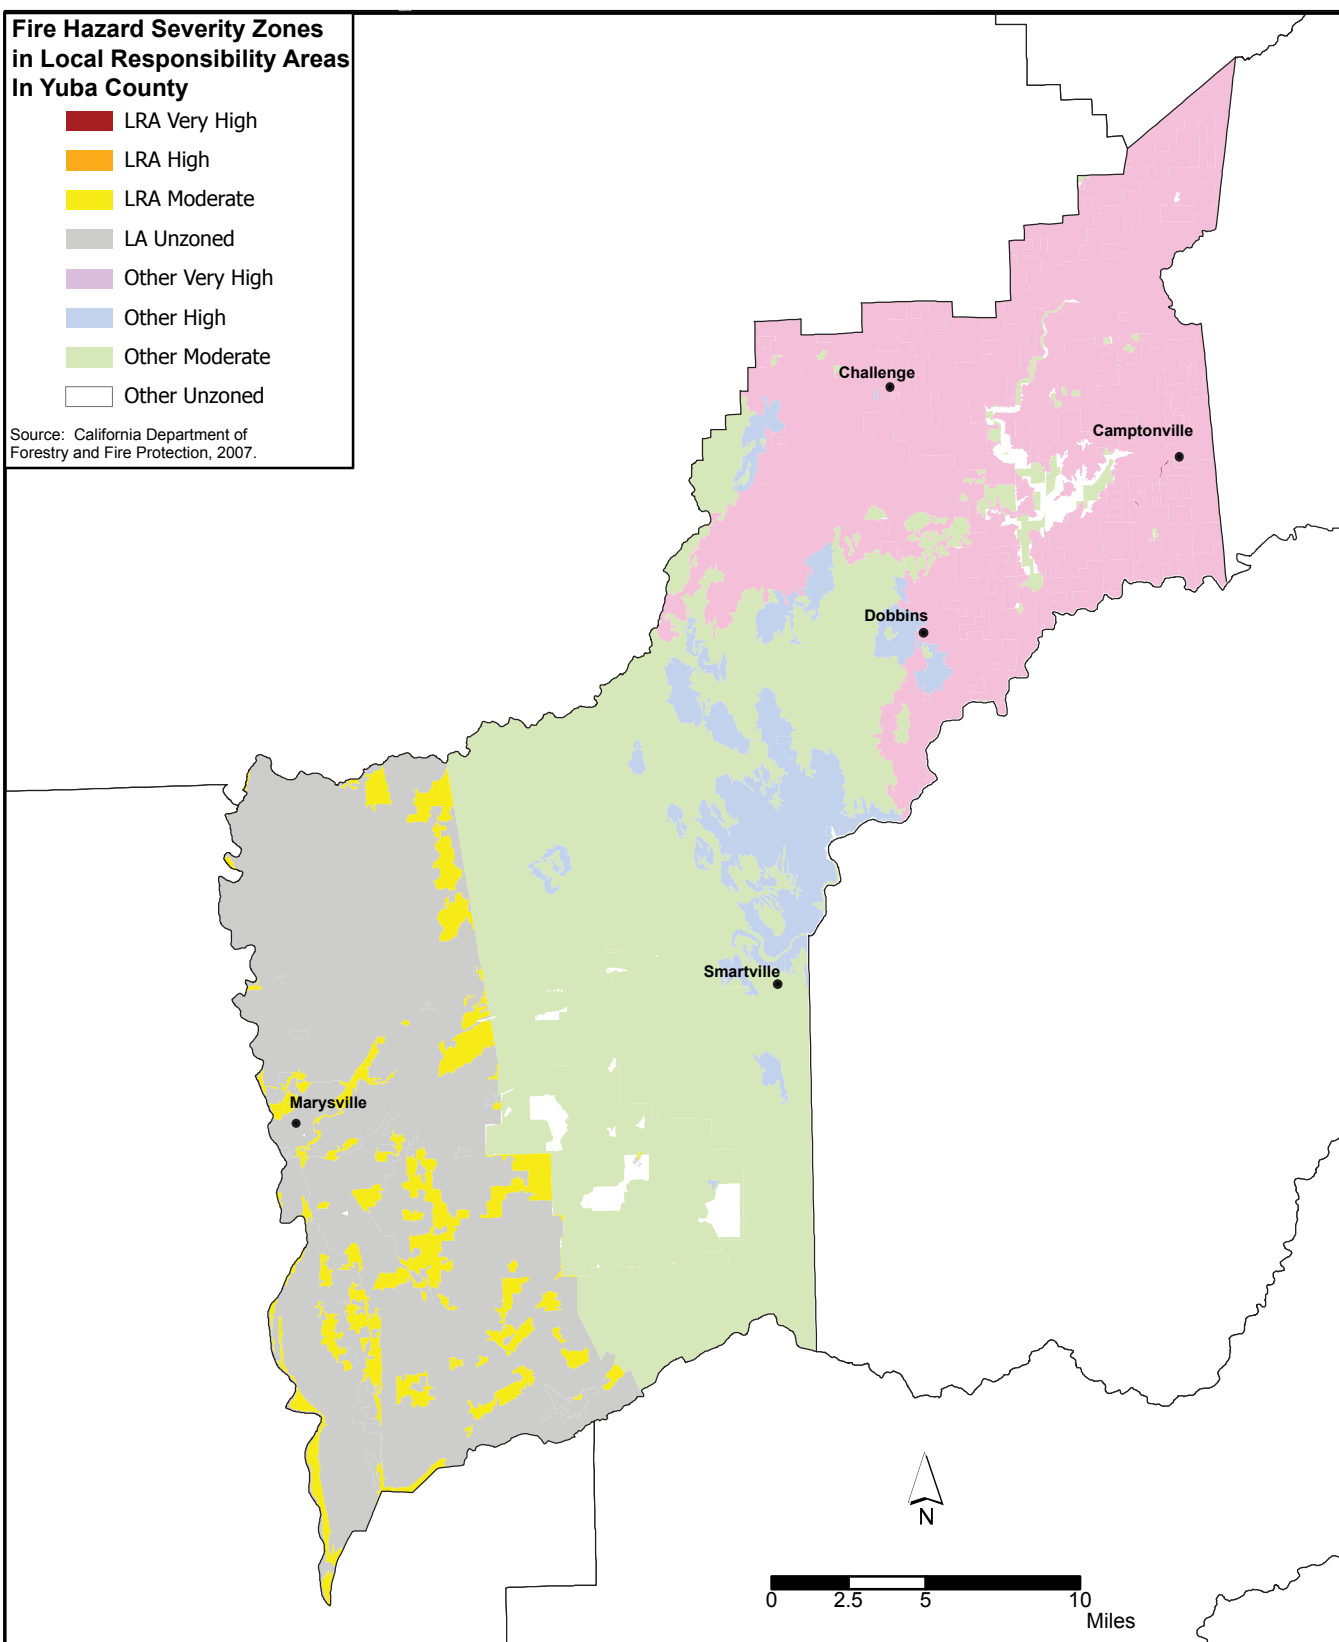 Fire Hazard Severity Zones
in Local Responsibility Areas
In Yuba County
LRA Very High
LRA High
LRA Moderate
LA Unzoned
Other Very High
Other High
Other Moderate
Other Unzoned
Source: California Department of
Forestry and Fire Protection, 2007.
Challenge
Camptonville
Dobbins
Smartville
Marysville
N
0 2.5 5 10
Miles